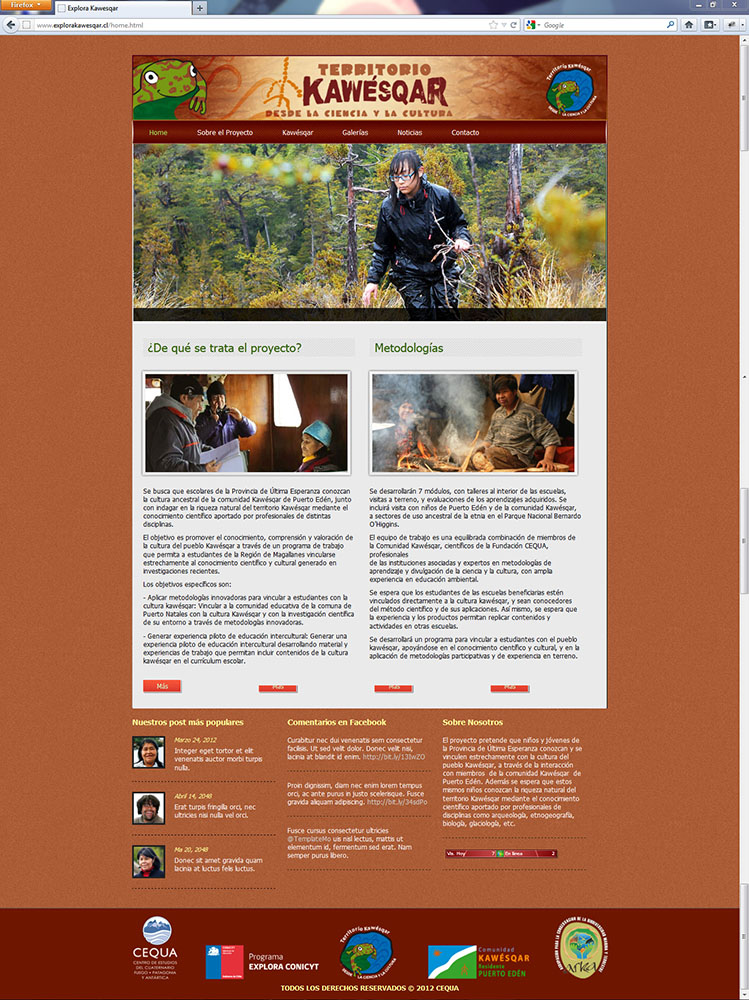 Firefox
Explora Kawesqar
www.explorakawesqar.cl/home.html
Google
TERRITORIO
KAWÉSQAR
DESDE LA CIENCIA Y LA CULTURA
Territorio Kawésqar
DESDE LA CIENCIA Y LA CULTURA
Home
Sobre el Proyecto
Kawésqar
Galerías
Noticias
Contacto
¿De qué se trata el proyecto?
Se busca que escolares de la Provincia de Última Esperanza conozcan
la cultura ancestral de la comunidad Kawésqar de Puerto Edén, junto
con indagar en la riqueza natural del territorio Kawésqar mediante el
conocimiento científico aportado por profesionales de distintas
disciplinas.
El objetivo es promover el conocimiento, comprensión y valoración de
la cultura del pueblo Kawésqar a través de un programa de trabajo
que permita a estudiantes de la Región de Magallanes vincularse
estrechamente al conocimiento científico y cultural generado en
investigaciones recientes.
Los objetivos específicos son:
- Aplicar metodologías innovadoras para vincular a estudiantes con la
cultura kawésqar: Vincular a la comunidad educativa de la comuna de
Puerto Natales con la cultura Kawésqar y con la investigación científica
de su entorno a través de metodologías innovadoras.
- Generar experiencia piloto de educación intercultural: Generar una
experiencia piloto de educación intercultural desarrollando material y
experiencias de trabajo que permitan incluir contenidos de la cultura
kawésqar en el currículum escolar.
Metodologías
Se desarrollarán 7 módulos, con talleres al interior de las escuelas,
visitas a terreno, y evaluaciones de los aprendizajes adquiridos. Se
incluirá visita con niños de Puerto Edén y de la comunidad Kawésqar,
a sectores de uso ancestral de la etnia en el Parque Nacional Bernardo
O'Higgins.
El equipo de trabajo es una equilibrada combinación de miembros de
la Comunidad Kawésqar, científicos de la Fundación CEQUA,
profesionales
de las instituciones asociadas y expertos en metodologías de
aprendizaje y divulgación de la ciencia y la cultura, con amplia
experiencia en educación ambiental.
Se espera que los estudiantes de las escuelas beneficiarias estén
vinculados directamente a la cultura kawésqar, y sean conocedores
del método científico y de sus aplicaciones. Así mismo, se espera que
la experiencia y los productos permitan replicar contenidos y
actividades en otras escuelas.
Se desarrollará un programa para vincular a estudiantes con el pueblo
kawésqar, apoyándose en el conocimiento científico y cultural, y en la
aplicación de metodologías participativas y de experiencia en terreno.
Más
Más
Más
Más
Nuestros post más populares
Marzo 24, 2012
Integer eget tortor et elit
venenatis auctor morbi turpis
nulla.
Abril 14, 2048
Erat turpis fringilla orci, nec
ultricies nisi nulla vel orci.
Ma 20, 2048
Donec sit amet gravida quam
lacinia at luctus fels luctus.
Comentarios en Facebook
Curabitur nec dui venenatis sem consectetur
facilisis. Ut sed velit dolor. Donec velit nisi,
lacinia at blandit id enim. http://bit.ly/13IwZO
Proin dignissim, diam nec enim lorem tempus
orci, ac ante purus in justo scelerisque. Fusce
gravida aliquam adipiscing. http://bit.ly/34sdPo
Fusce cursus consectetur ultricies
@TemplateMo uis nisl lectus, mattis ut
elementum id, fermentum sed erat. Nam
semper purus libero.
Sobre Nosotros
El proyecto pretende que niños y jóvenes de
la Provincia de Última Esperanza conozcan y se
vinculen estrechamente con la cultura del
pueblo Kawésqar, a través de la interacción
con miembros de la comunidad Kawésqar de
Puerto Edén. Además se espera que estos
mismos niños conozcan la riqueza natural del
territorio Kawésqar mediante el conocimiento
científico aportado por profesionales de
disciplinas como arqueología, etnogeografía,
biología, glaciología, etc.
Vis. Hoy 7 En línea 2
CEQUA
CENTRO DE ESTUDIOS
DEL CUATERNARIO
FUEGO - PATAGONIA
Y ANTÁRTICA
Programa
EXPLORA CONICYT
Territorio Kawésqar
DESDE LA CIENCIA Y LA CULTURA
Comunidad
KAWÉSQAR
Residente
PUERTO EDÉN
TODOS LOS DERECHOS RESERVADOS © 2012 CEQUA